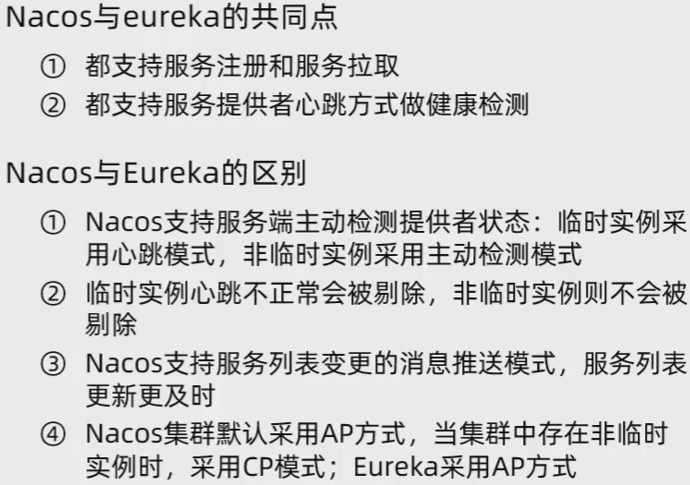 Nacos与eureka的共同点
① 都支持服务注册和服务拉取
② 都支持服务提供者心跳方式做健康检测
Nacos与Eureka的区别
① Nacos支持服务端主动检测提供者状态：临时实例采
用心跳模式，非临时实例采用主动检测模式
② 临时实例心跳不正常会被剔除，非临时实例则不会被
剔除
③ Nacos支持服务列表变更的消息推送模式，服务列表
更新更及时
④ Nacos集群默认采用AP方式，当集群中存在非临时
实例时，采用CP模式；Eureka采用AP方式